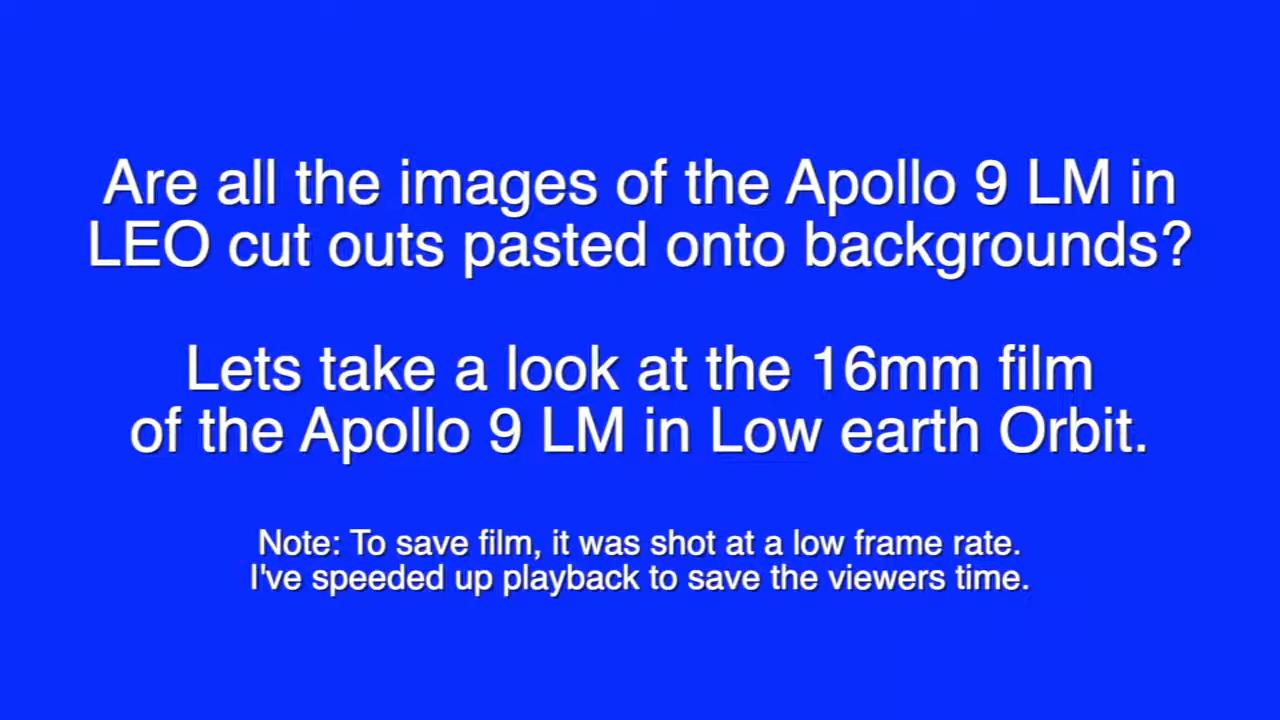 Are all the images of the Apollo 9 LM in
LEO cut outs pasted onto backgrounds?
Lets take a look at the 16mm film
of the Apollo 9 LM in Low earth Orbit.
Note: To save film, it was shot at a low frame rate.
I've speeded up playback to save the viewers time.